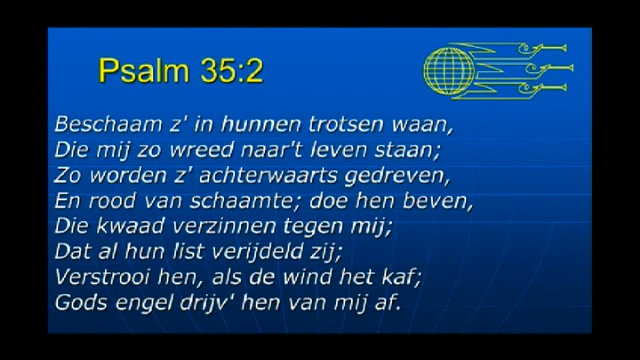 Psalm 35:2
Beschaam z' in hunnen trotsen waan,
Die mij zo wreed naar't leven staan;
Zo worden z' achterwaarts gedreven,
En rood van schaamte; doe hen beven,
Die kwaad verzinnen tegen mij;
Dat al hun list verijdeld zij;
Verstrooi hen, als de wind het kaf;
Gods engel drijv' hen van mij af.